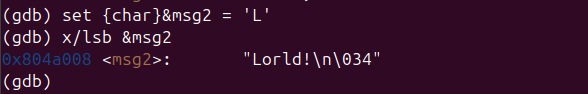 (gdb) set {char}&msg2 = 'L'
(gdb) x/lsb &msg2
0x804a008 <msg2>: "Lorld!\n\034"
(gdb)